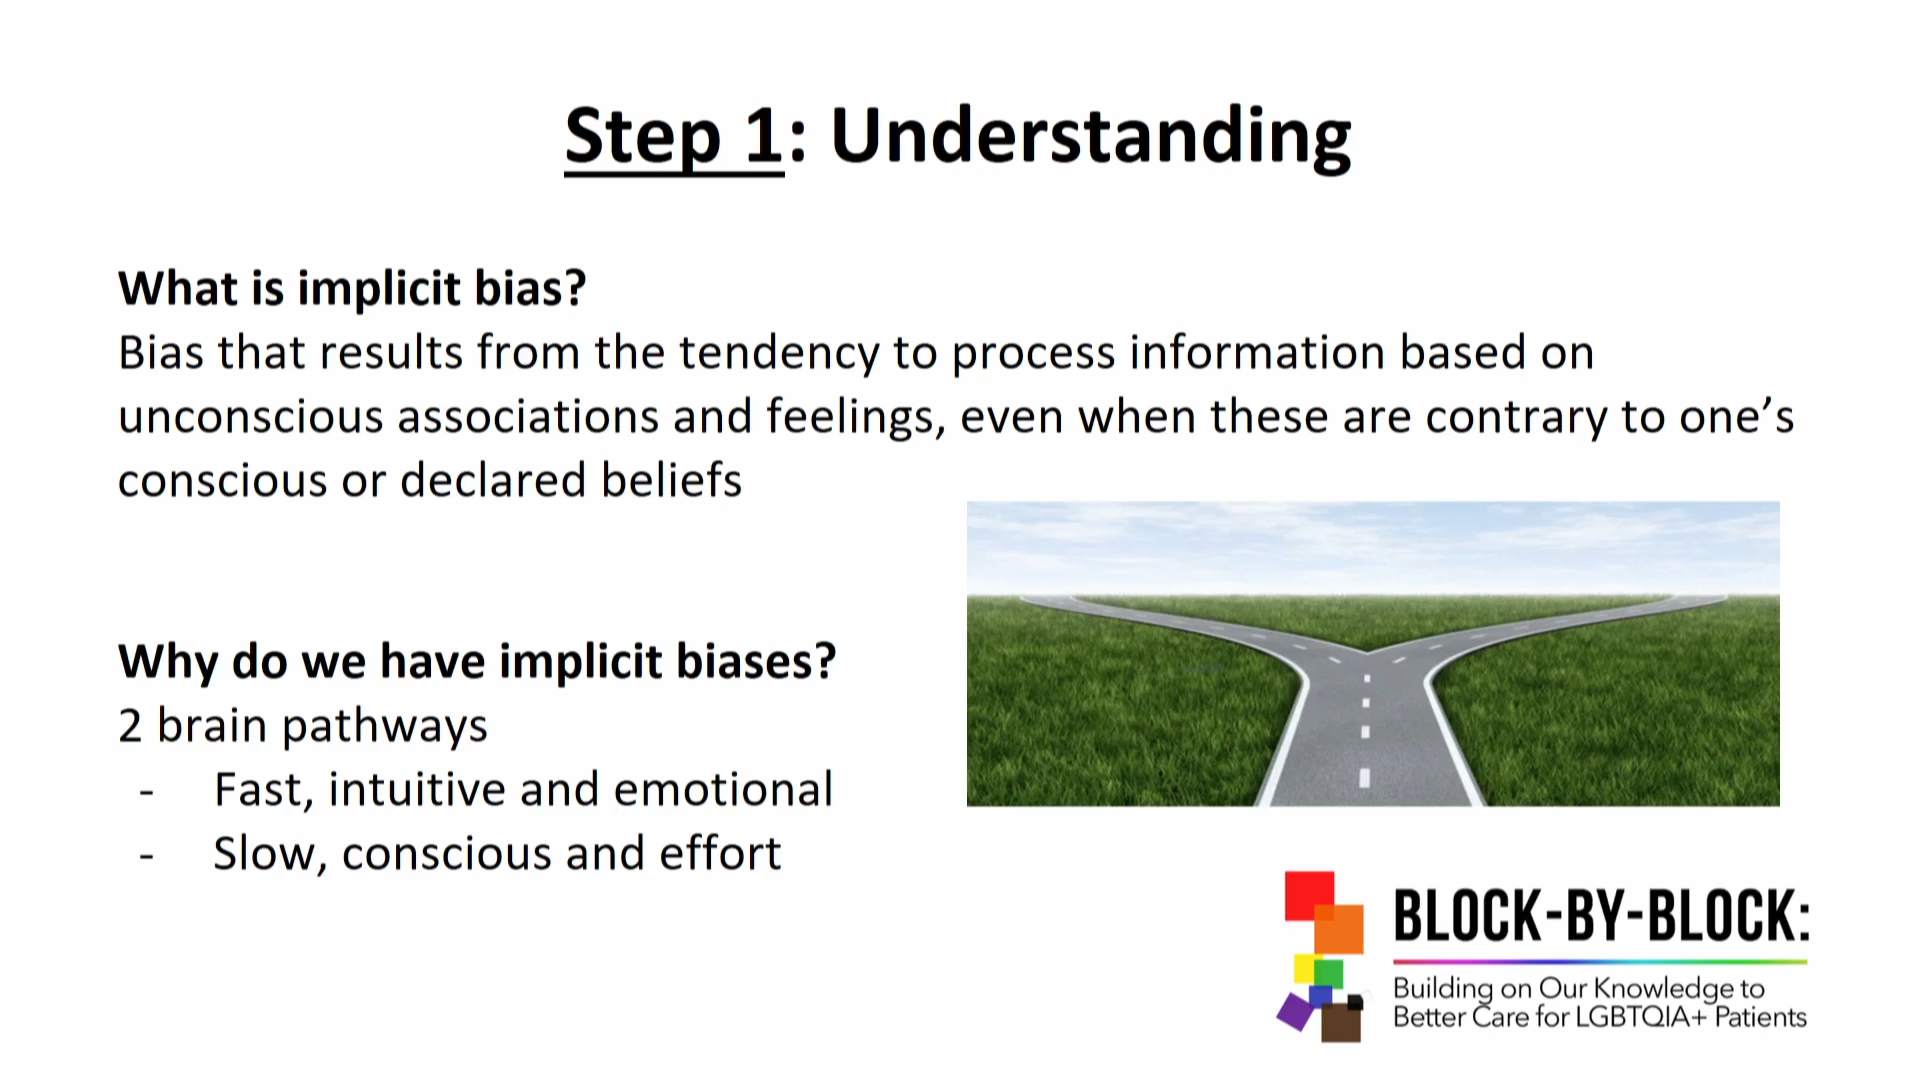 Step 1: Understanding
What is implicit bias?
Bias that results from the tendency to process information based on
unconscious associations and feelings, even when these are contrary to one’s
conscious or declared beliefs
Why do we have implicit biases?
2 brain pathways
- Fast, intuitive and emotional
- Slow, conscious and effort
BLOCK-BY-BLOCK:
Building on Our Knowledge to
Better Care for LGBTQIA+ Patients